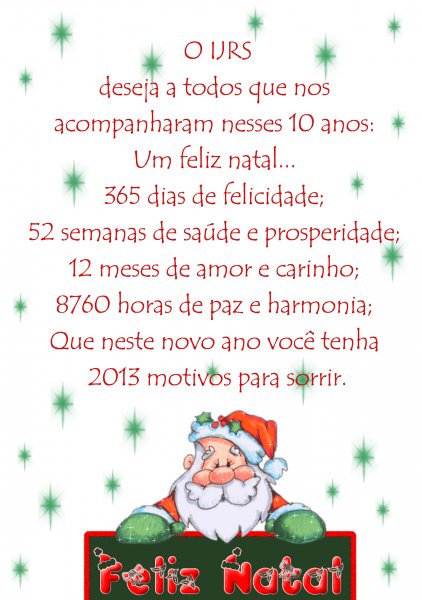 O IJRS
deseja a todos que nos
acompanharam nesses 10 anos:
Um feliz natal...
365 dias de felicidade;
52 semanas de saúde e prosperidade;
12 meses de amor e carinho;
8760 horas de paz e harmonia;
Que neste novo ano você tenha
2013 motivos para sorrir.
Feliz Natal